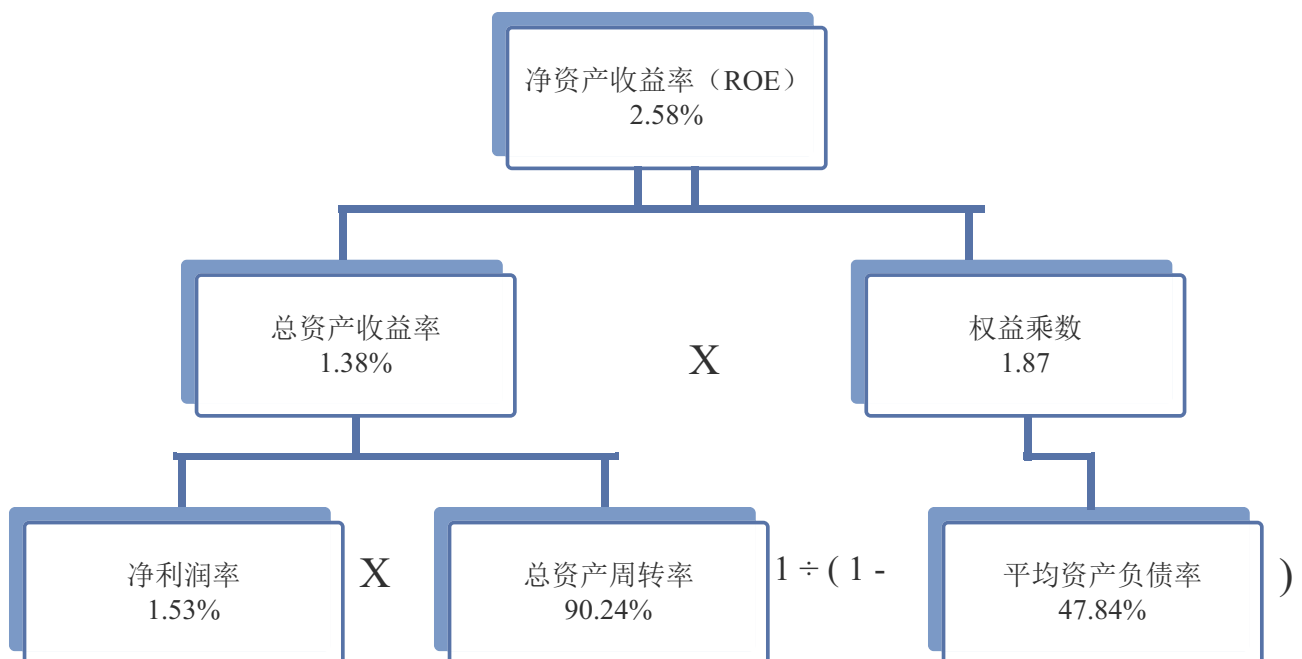 净资产收益率（ROE）
2.58%
总资产收益率
1.38%
X
权益乘数
1.87
净利润率
1.53%
X
总资产周转率
90.24%
1 ÷ ( 1 -
平均资产负债率
47.84%
)